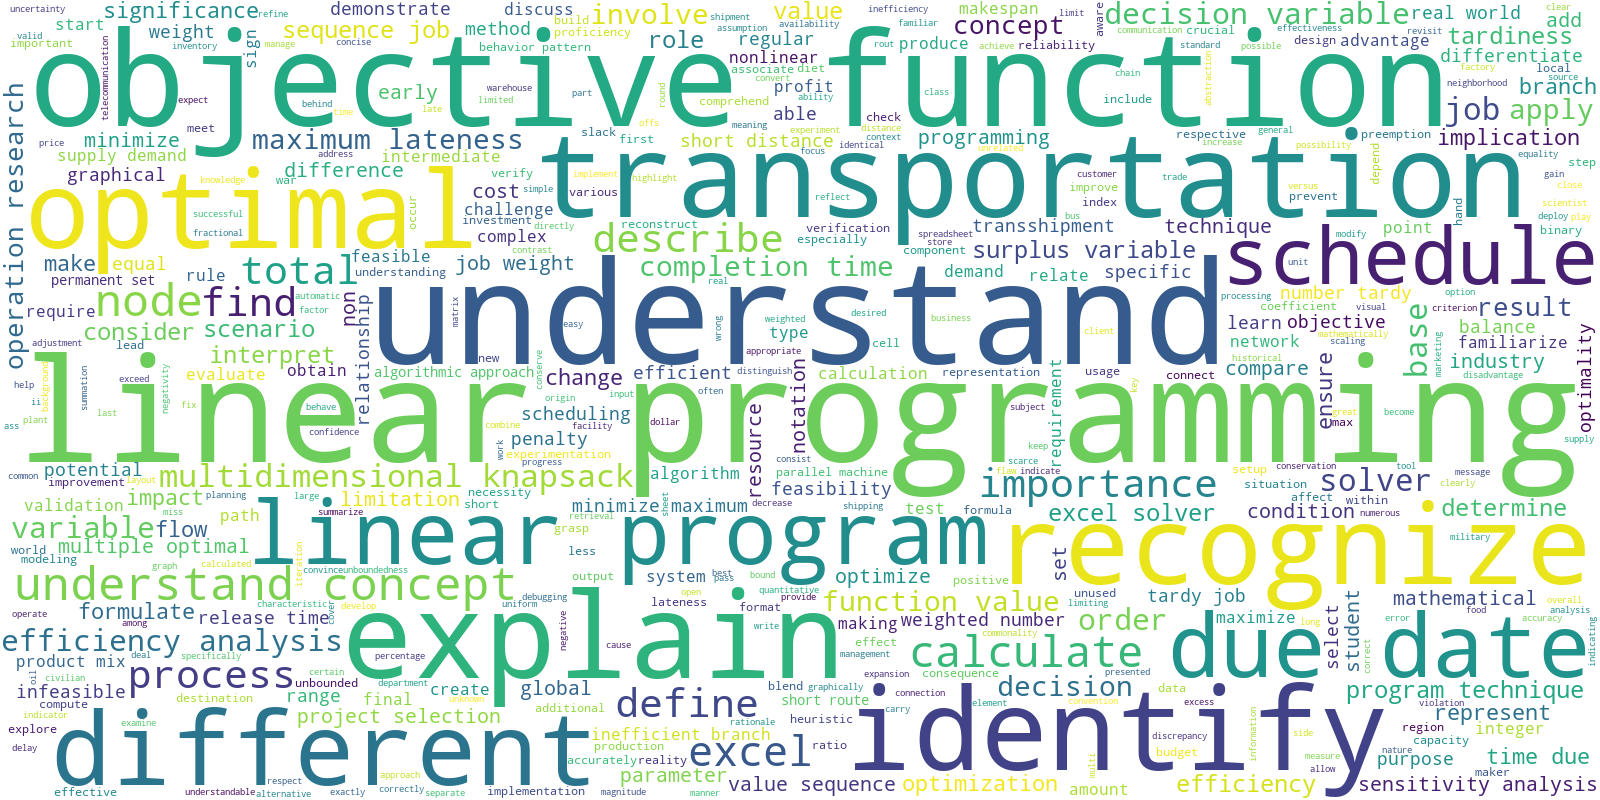 objective function
transportation
understand
linear programming
optimal
schedule
linear program
recognize
explain
different
identify
due date
understand concept
multidimensional knapsack
operation research
significance
demonstrate
discuss
involve
value
makespan
concept
decision variable
real world
add
uncertainty
refine
start
weight
sequence job
method
build
shipment
proficiency
assumption
inefficiency
availability
familiar
limit
aware
communication
crucial
effectiveness
standard
possible
clear
revisit
tardiness
important
valid
inventory
sign
manage
concise
behavior pattern
role
regular
nonlinear
reliability
produce
design
advantage
differentiate
telecommunication
expect
early
behind
time
limited
late
warehouse
associate
diet
convert
part
round
comprehend
profit
ability
able
chain
class
include
abstraction
factory
local
source
neighborhood
branch
minimize
meet
maximum lateness
offs
slack
first
meaning
short distance
experiment
focus
check
distance
context
identical
programming
unrelated
respective
increase
general
possibility
preemption
job
apply
implication
price
supply demand
graphical
address
intermediate
difference
war
verify
cost
simple
implement
highlight
various
challenge
customer
improve
index
trade
versus
prevent
depend
equality
step
gain
close
scientist
knowledge
successful
fractional
occur
investment
directly
complex
contrast
reconstruct
describe
reflect
verification
especially
bus
spreadsheet
store
component
transshipment
surplus variable
technique
modify
hand
point
deploy
play
binary
make
equal
rule
permanent set
total
feasible
understanding
job weight
completion time
demand
relate
specific
unit
require
node
find
automatic
factor
non
matrix
easy
real
weighted
wrong
desired
type
business
client
processing
number tardy
coefficient
option
visual
criterion
mathematically
scaling
result
consider
scenario
adjustment
lead
relationship
new
appropriate
cell
learn
objective
network
base
balance
familiarize
industry
marketing
disadvantage
optimality
interpret
evaluate
obtain
algorithmic approach
conserve
efficient
change
distinguish
calculation
representation
usage
connect
historical
compare
help
exceed
background
summation
negativity
ii
last
fix
behave
origin
input
often
requirement
key
subject
ensure
great
max
become
supply
ass
plant
confidence
combine
scheduling
facility
dollar
resource
notation
keep
scarce
penalty
work
experimentation
progress
consist
parallel machine
flaw
indicate
setup
conservation
tool
message
clearly
common
potential
improvement
layout
algorithm
feasibility
importance
situation
solver
validation
impact
miss
planning
large
summarize
limitation
necessity
short
minimize maximum
sheet
decrease
shipping
test
formula
affect
within
condition
numerous
determine
variable
flow
path
retrieval
grasp
excel solver
military
world
modeling
multiple optimal
graph
calculated
iteration
convince
unboundedness
less
output
system
best
pass
bound
quantitative
optimize
positive
set
unused
limiting
operate
among
formulate
characteristic
develop
release time
cover
uniform
debugging
negative
open
provide
lateness
write
format
function value
making
weighted number
tardy job
order
maximize
select
student
mathematical
food
long
error
overall
analysis
accuracy
correct
indicating
efficiency analysis
product mix
deal
specifically
percentage
cause
effect
management
commonality
calculate
consequence
presented
oil
civilian
infeasible
process
certain
unbounded
department
range
final
unknown
create
global
additional
define
expansion
blend
graphically
short route
connection
carry
element
decision
data
convention
excess
program technique
violation
compute
destination
indicator
explore
examine
project selection
production
inefficient branch
rationale
heuristic
discrepancy
information
region
side
represent
integer
capacity
delay
respect
approach
accurately
reality
excel
ratio
multi
budget
measure
nature
allow
purpose
time due
maker
effective
understandable
alternative
exactly
correctly
separate
implementation
parameter
magnitude
manner
value sequence
optimization
amount
efficiency
sensitivity analysis